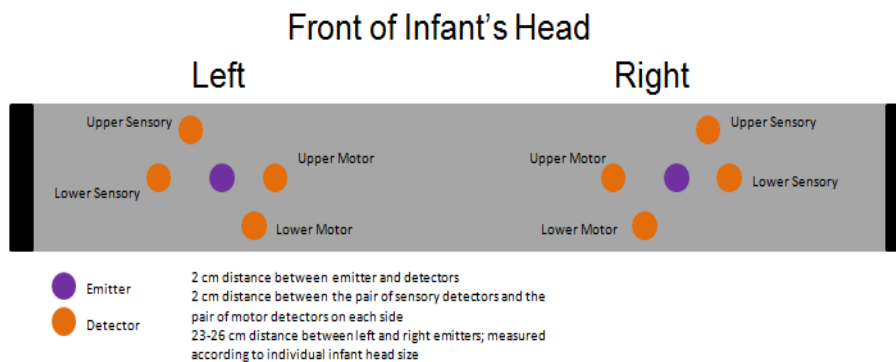 Front of Infant's Head
Left
Right
Upper Sensory
Upper Sensory
Upper Motor
Upper Motor
Lower Sensory
Lower Sensory
Lower Motor
Lower Motor
Emitter
Detector
2 cm distance between emitter and detectors
2 cm distance between the pair of sensory detectors and the
pair of motor detectors on each side
23-26 cm distance between left and right emitters; measured
according to individual infant head size